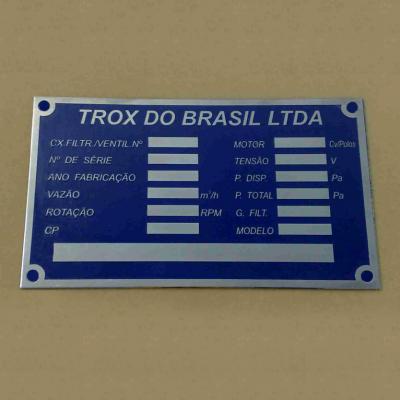 TROX DO BRASIL LTDA
CX.FILTR./VENTIL.Nº MOTOR Cv/Polos
Nº DE SÉRIE TENSÃO V
ANO FABRICAÇÃO P. DISP. Pa
VAZÃO m³/h P. TOTAL Pa
ROTAÇÃO RPM G. FILT.
CP MODELO